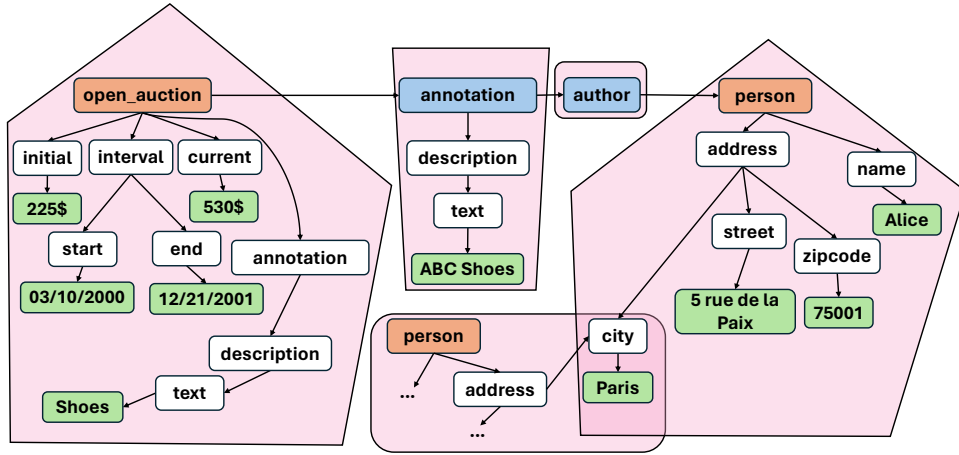 open_auction
annotation
author
person
initial
interval
current
description
address
name
225$
530$
text
street
Alice
start
end
annotation
ABC Shoes
zipcode
03/10/2000
12/21/2001
5 rue de la
Paix
75001
person
city
description
...
address
Paris
text
Shoes
...